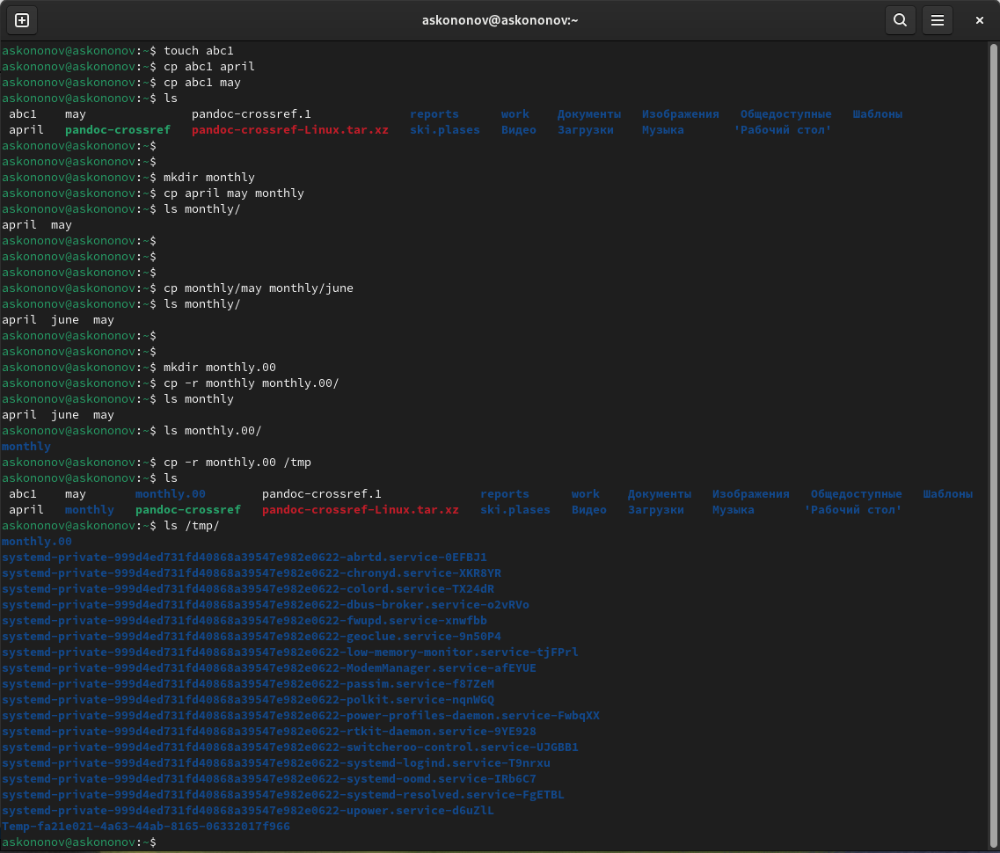 askononov@askononov:~
askononov@askononov:~$ touch abc1
askononov@askononov:~$ cp abc1 april
askononov@askononov:~$ cp abc1 may
askononov@askononov:~$ ls
abc1 may pandoc-crossref.1 reports work Документы Изображения Общедоступные Шаблоны
april pandoc-crossref pandoc-crossref-Linux.tar.xz ski.plases Видео Загрузки Музыка 'Рабочий стол'
askononov@askononov:~$
askononov@askononov:~$
askononov@askononov:~$ mkdir monthly
askononov@askononov:~$ cp april may monthly
askononov@askononov:~$ ls monthly/
april may
askononov@askononov:~$
askononov@askononov:~$
askononov@askononov:~$
askononov@askononov:~$ cp monthly/may monthly/june
askononov@askononov:~$ ls monthly/
april june may
askononov@askononov:~$
askononov@askononov:~$
askononov@askononov:~$ mkdir monthly.00
askononov@askononov:~$ cp -r monthly monthly.00/
askononov@askononov:~$ ls monthly
april june may
askononov@askononov:~$ ls monthly.00/
monthly
askononov@askononov:~$ cp -r monthly.00 /tmp
askononov@askononov:~$ ls
abc1 may monthly.00 pandoc-crossref.1 reports work Документы Изображения Общедоступные Шаблоны
april monthly pandoc-crossref pandoc-crossref-Linux.tar.xz ski.plases Видео Загрузки Музыка 'Рабочий стол'
askononov@askononov:~$ ls /tmp/
monthly.00
systemd-private-999d4ed731fd40868a39547e982e0622-abrtd.service-0EFBJ1
systemd-private-999d4ed731fd40868a39547e982e0622-chronyd.service-XKR8YR
systemd-private-999d4ed731fd40868a39547e982e0622-colord.service-TX24dR
systemd-private-999d4ed731fd40868a39547e982e0622-dbus-broker.service-o2vRVo
systemd-private-999d4ed731fd40868a39547e982e0622-fwupd.service-xnwfbb
systemd-private-999d4ed731fd40868a39547e982e0622-geoclue.service-9n50P4
systemd-private-999d4ed731fd40868a39547e982e0622-low-memory-monitor.service-tjFPrl
systemd-private-999d4ed731fd40868a39547e982e0622-ModemManager.service-afEYUE
systemd-private-999d4ed731fd40868a39547e982e0622-passim.service-f87ZeM
systemd-private-999d4ed731fd40868a39547e982e0622-polkit.service-nqnWGQ
systemd-private-999d4ed731fd40868a39547e982e0622-power-profiles-daemon.service-FwbqXX
systemd-private-999d4ed731fd40868a39547e982e0622-rtkit-daemon.service-9YE928
systemd-private-999d4ed731fd40868a39547e982e0622-switcheroo-control.service-UJGBB1
systemd-private-999d4ed731fd40868a39547e982e0622-systemd-logind.service-T9nrxu
systemd-private-999d4ed731fd40868a39547e982e0622-systemd-oomd.service-IRb6C7
systemd-private-999d4ed731fd40868a39547e982e0622-systemd-resolved.service-FgETBL
systemd-private-999d4ed731fd40868a39547e982e0622-upower.service-d6uZlL
Temp-fa21e021-4a63-44ab-8165-06332017f966
askononov@askononov:~$